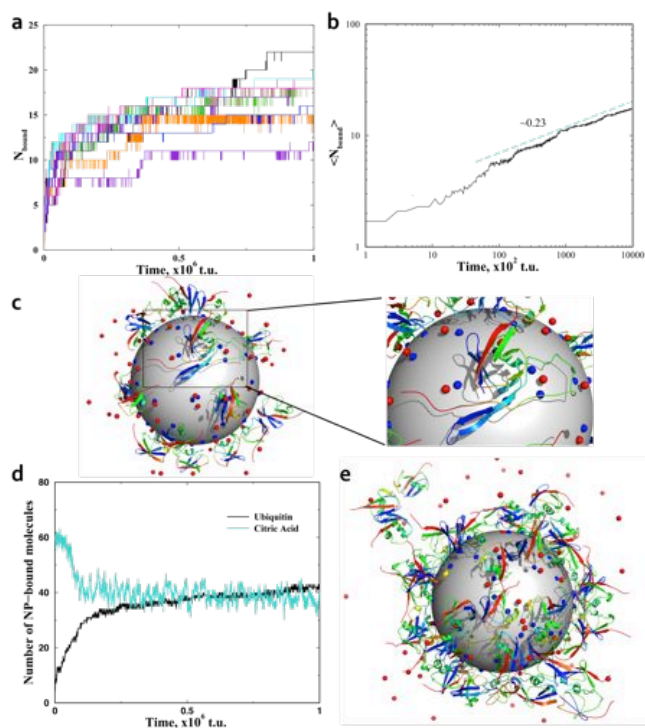 a
25
20
15
10
5
0
N_bound
0 0.5 1
Time, x10^6 t.u.
b
100
10
1
<N_bound>
~0.23
1 10 100 1000 10000
Time, x10^2 t.u.
c
d
80
60
40
20
0
Number of NP-bound molecules
Ubiquitin
Citric Acid
0 0.5 1
Time, x10^6 t.u.
e